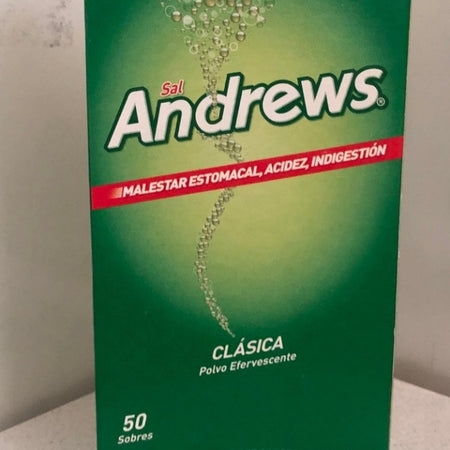 Sal
Andrews®
MALESTAR ESTOMACAL, ACIDEZ, INDIGESTIÓN
CLÁSICA
Polvo Efervescente
50
Sobres